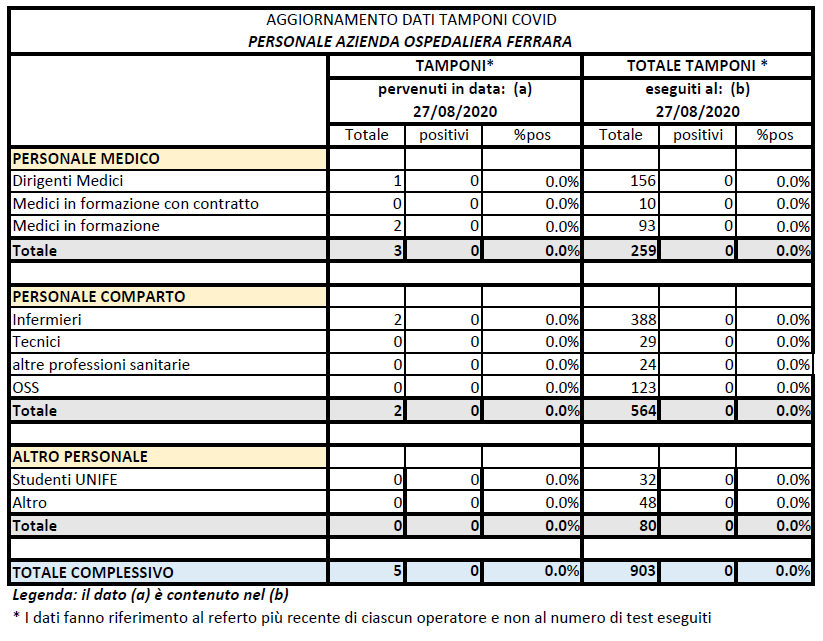 AGGIORNAMENTO DATI TAMPONI COVID
PERSONALE AZIENDA OSPEDALIERA FERRARA
TAMPONI* TOTALE TAMPONI *
pervenuti in data: (a) eseguiti al: (b)
27/08/2020 27/08/2020
Totale positivi %pos Totale positivi %pos
PERSONALE MEDICO
Dirigenti Medici 1 0 0.0% 156 0 0.0%
Medici in formazione con contratto 0 0 0.0% 10 0 0.0%
Medici in formazione 2 0 0.0% 93 0 0.0%
Totale 3 0 0.0% 259 0 0.0%
PERSONALE COMPARTO
Infermieri 2 0 0.0% 388 0 0.0%
Tecnici 0 0 0.0% 29 0 0.0%
altre professioni sanitarie 0 0 0.0% 24 0 0.0%
OSS 0 0 0.0% 123 0 0.0%
Totale 2 0 0.0% 564 0 0.0%
ALTRO PERSONALE
Studenti UNIFE 0 0 0.0% 32 0 0.0%
Altro 0 0 0.0% 48 0 0.0%
Totale 0 0 0.0% 80 0 0.0%
TOTALE COMPLESSIVO 5 0 0.0% 903 0 0.0%
Legenda: il dato (a) è contenuto nel (b)
* I dati fanno riferimento al referto più recente di ciascun operatore e non al numero di test eseguiti